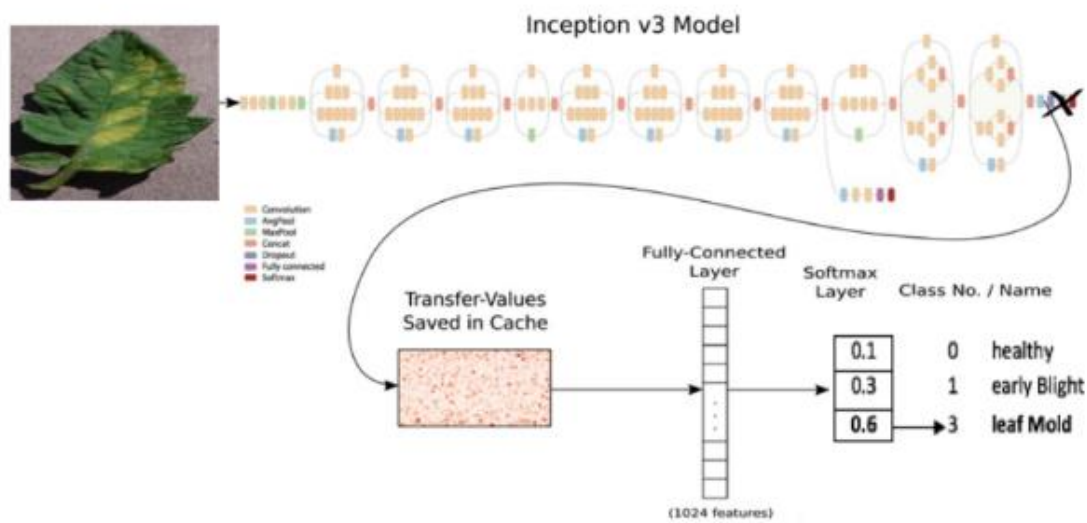 Inception v3 Model
Convolution
AvgPool
MaxPool
Concat
Dropout
Fully connected
Softmax
Transfer-Values
Saved in Cache
Fully-Connected
Layer
(1024 features)
Softmax
Layer
Class No. / Name
0.1 0 healthy
0.3 1 early Blight
0.6 3 leaf Mold